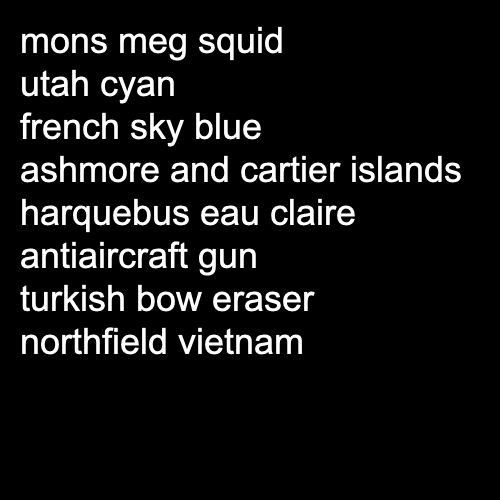 mons meg squid
utah cyan
french sky blue
ashmore and cartier islands
harquebus eau claire
antiaircraft gun
turkish bow eraser
northfield vietnam